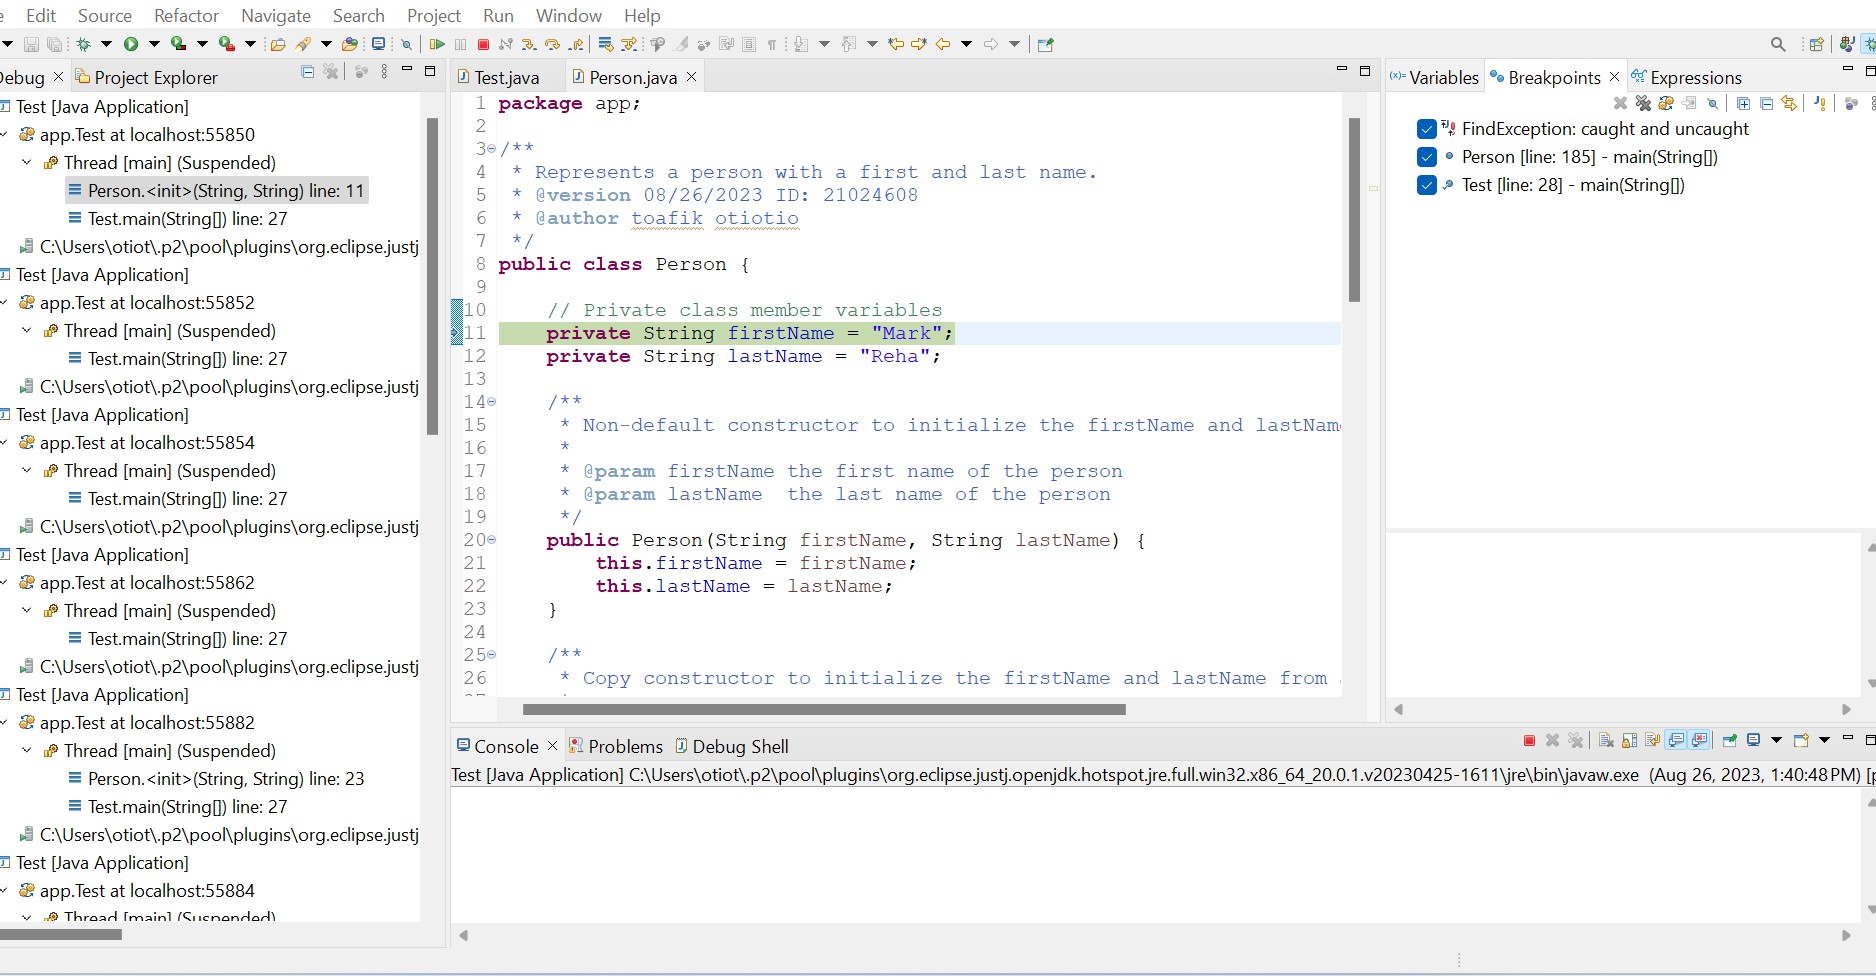 Edit Source Refactor Navigate Search Project Run Window Help
Debug
Project Explorer
Test [Java Application]
app.Test at localhost:55850
Thread [main] (Suspended)
Person.<init>(String, String) line: 11
Test.main(String[]) line: 27
C:\Users\otiot\.p2\pool\plugins\org.eclipse.justj
Test [Java Application]
app.Test at localhost:55852
Thread [main] (Suspended)
Test.main(String[]) line: 27
C:\Users\otiot\.p2\pool\plugins\org.eclipse.justj
Test [Java Application]
app.Test at localhost:55854
Thread [main] (Suspended)
Test.main(String[]) line: 27
C:\Users\otiot\.p2\pool\plugins\org.eclipse.justj
Test [Java Application]
app.Test at localhost:55862
Thread [main] (Suspended)
Test.main(String[]) line: 27
C:\Users\otiot\.p2\pool\plugins\org.eclipse.justj
Test [Java Application]
app.Test at localhost:55882
Thread [main] (Suspended)
Person.<init>(String, String) line: 23
Test.main(String[]) line: 27
C:\Users\otiot\.p2\pool\plugins\org.eclipse.justj
Test [Java Application]
app.Test at localhost:55884
Thread [main] (Suspended)
Test.java
Person.java
1 package app;
2
3 /**
4 * Represents a person with a first and last name.
5 * @version 08/26/2023 ID: 21024608
6 * @author toafik otiotio
7 */
8 public class Person {
9
10 // Private class member variables
11 private String firstName = "Mark";
12 private String lastName = "Reha";
13
14 /**
15 * Non-default constructor to initialize the firstName and lastNam
16 *
17 * @param firstName the first name of the person
18 * @param lastName the last name of the person
19 */
20 public Person(String firstName, String lastName) {
21 this.firstName = firstName;
22 this.lastName = lastName;
23 }
24
25 /**
26 * Copy constructor to initialize the firstName and lastName from
(x)= Variables
Breakpoints
Expressions
FindException: caught and uncaught
Person [line: 185] - main(String[])
Test [line: 28] - main(String[])
Console
Problems
Debug Shell
Test [Java Application] C:\Users\otiot\.p2\pool\plugins\org.eclipse.justj.openjdk.hotspot.jre.full.win32.x86_64_20.0.1.v20230425-1611\jre\bin\javaw.exe (Aug 26, 2023, 1:40:48 PM) [p